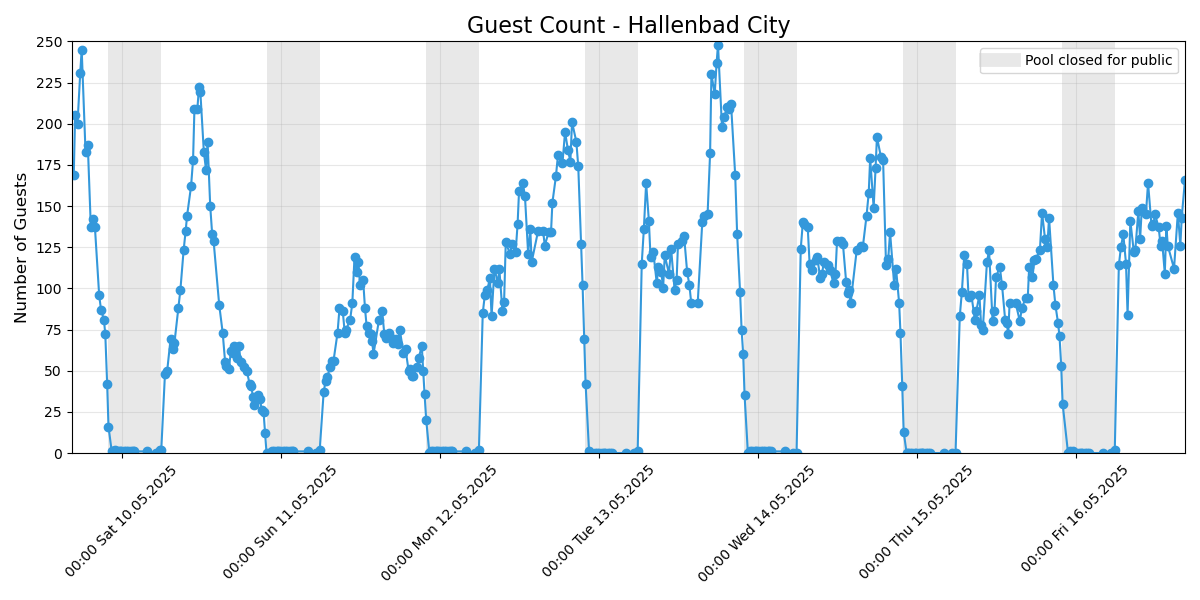 Guest Count - Hallenbad City
Pool closed for public
Number of Guests
250
225
200
175
150
125
100
75
50
25
0
00:00 Sat 10.05.2025
00:00 Sun 11.05.2025
00:00 Mon 12.05.2025
00:00 Tue 13.05.2025
00:00 Wed 14.05.2025
00:00 Thu 15.05.2025
00:00 Fri 16.05.2025